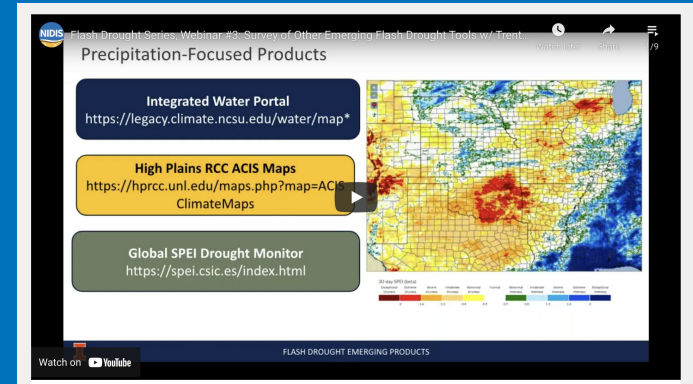 NIDIS
Flash Drought Series, Webinar #3: Survey of Other Emerging Flash Drought Tools w/ Trent...
Watch later
Share
/9
Precipitation-Focused Products
Integrated Water Portal
https://legacy.climate.ncsu.edu/water/map*
High Plains RCC ACIS Maps
https://hprcc.unl.edu/maps.php?map=ACIS
ClimateMaps
Global SPEI Drought Monitor
https://spei.csic.es/index.html
30-day SPEI (beta)
Watch on YouTube
FLASH DROUGHT EMERGING PRODUCTS